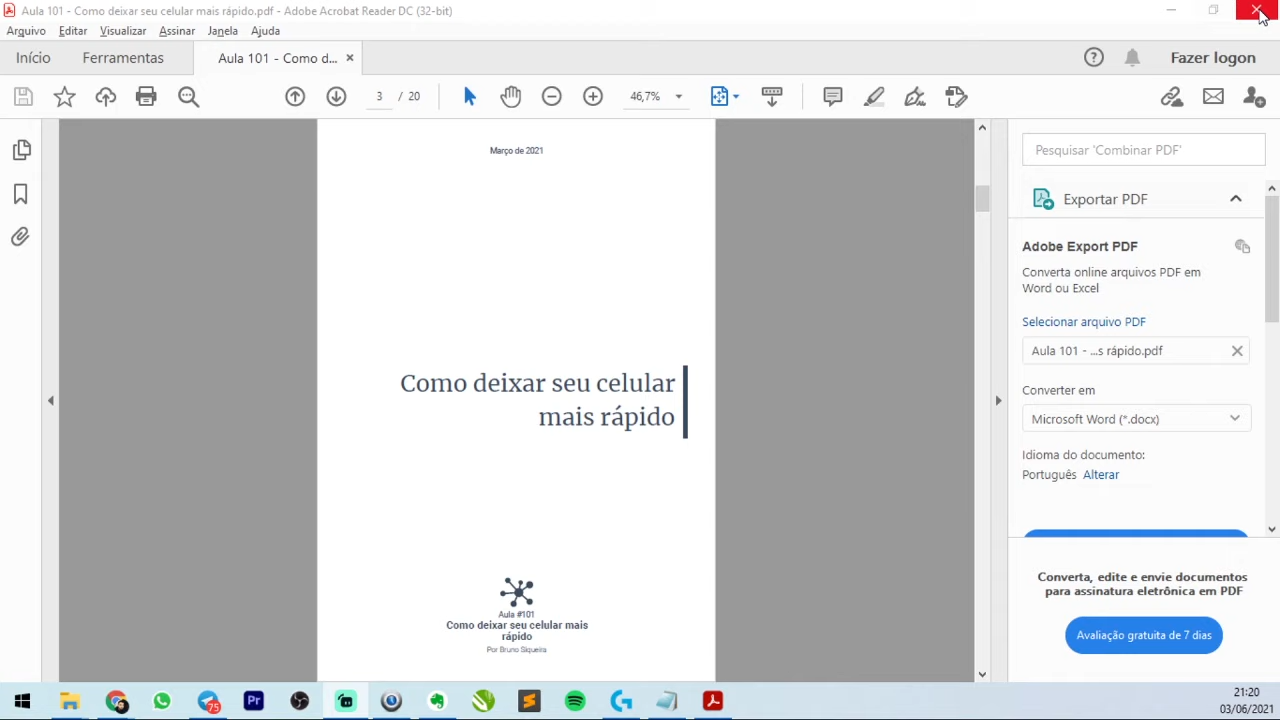 Aula 101 - Como deixar seu celular mais rápido.pdf - Adobe Acrobat Reader DC (32-bit)
Arquivo Editar Visualizar Assinar Janela Ajuda
Início Ferramentas Aula 101 - Como d... Fazer logon
3 / 20 46,7%
Março de 2021
Como deixar seu celular
mais rápido
Aula #101
Como deixar seu celular mais
rápido
Por Bruno Siqueira
Pesquisar 'Combinar PDF'
Exportar PDF
Adobe Export PDF
Converta online arquivos PDF em
Word ou Excel
Selecionar arquivo PDF
Aula 101 - ...s rápido.pdf
Converter em
Microsoft Word (*.docx)
Idioma do documento:
Português Alterar
Converta, edite e envie documentos
para assinatura eletrônica em PDF
Avaliação gratuita de 7 dias
75 Pr
21:20
03/06/2021